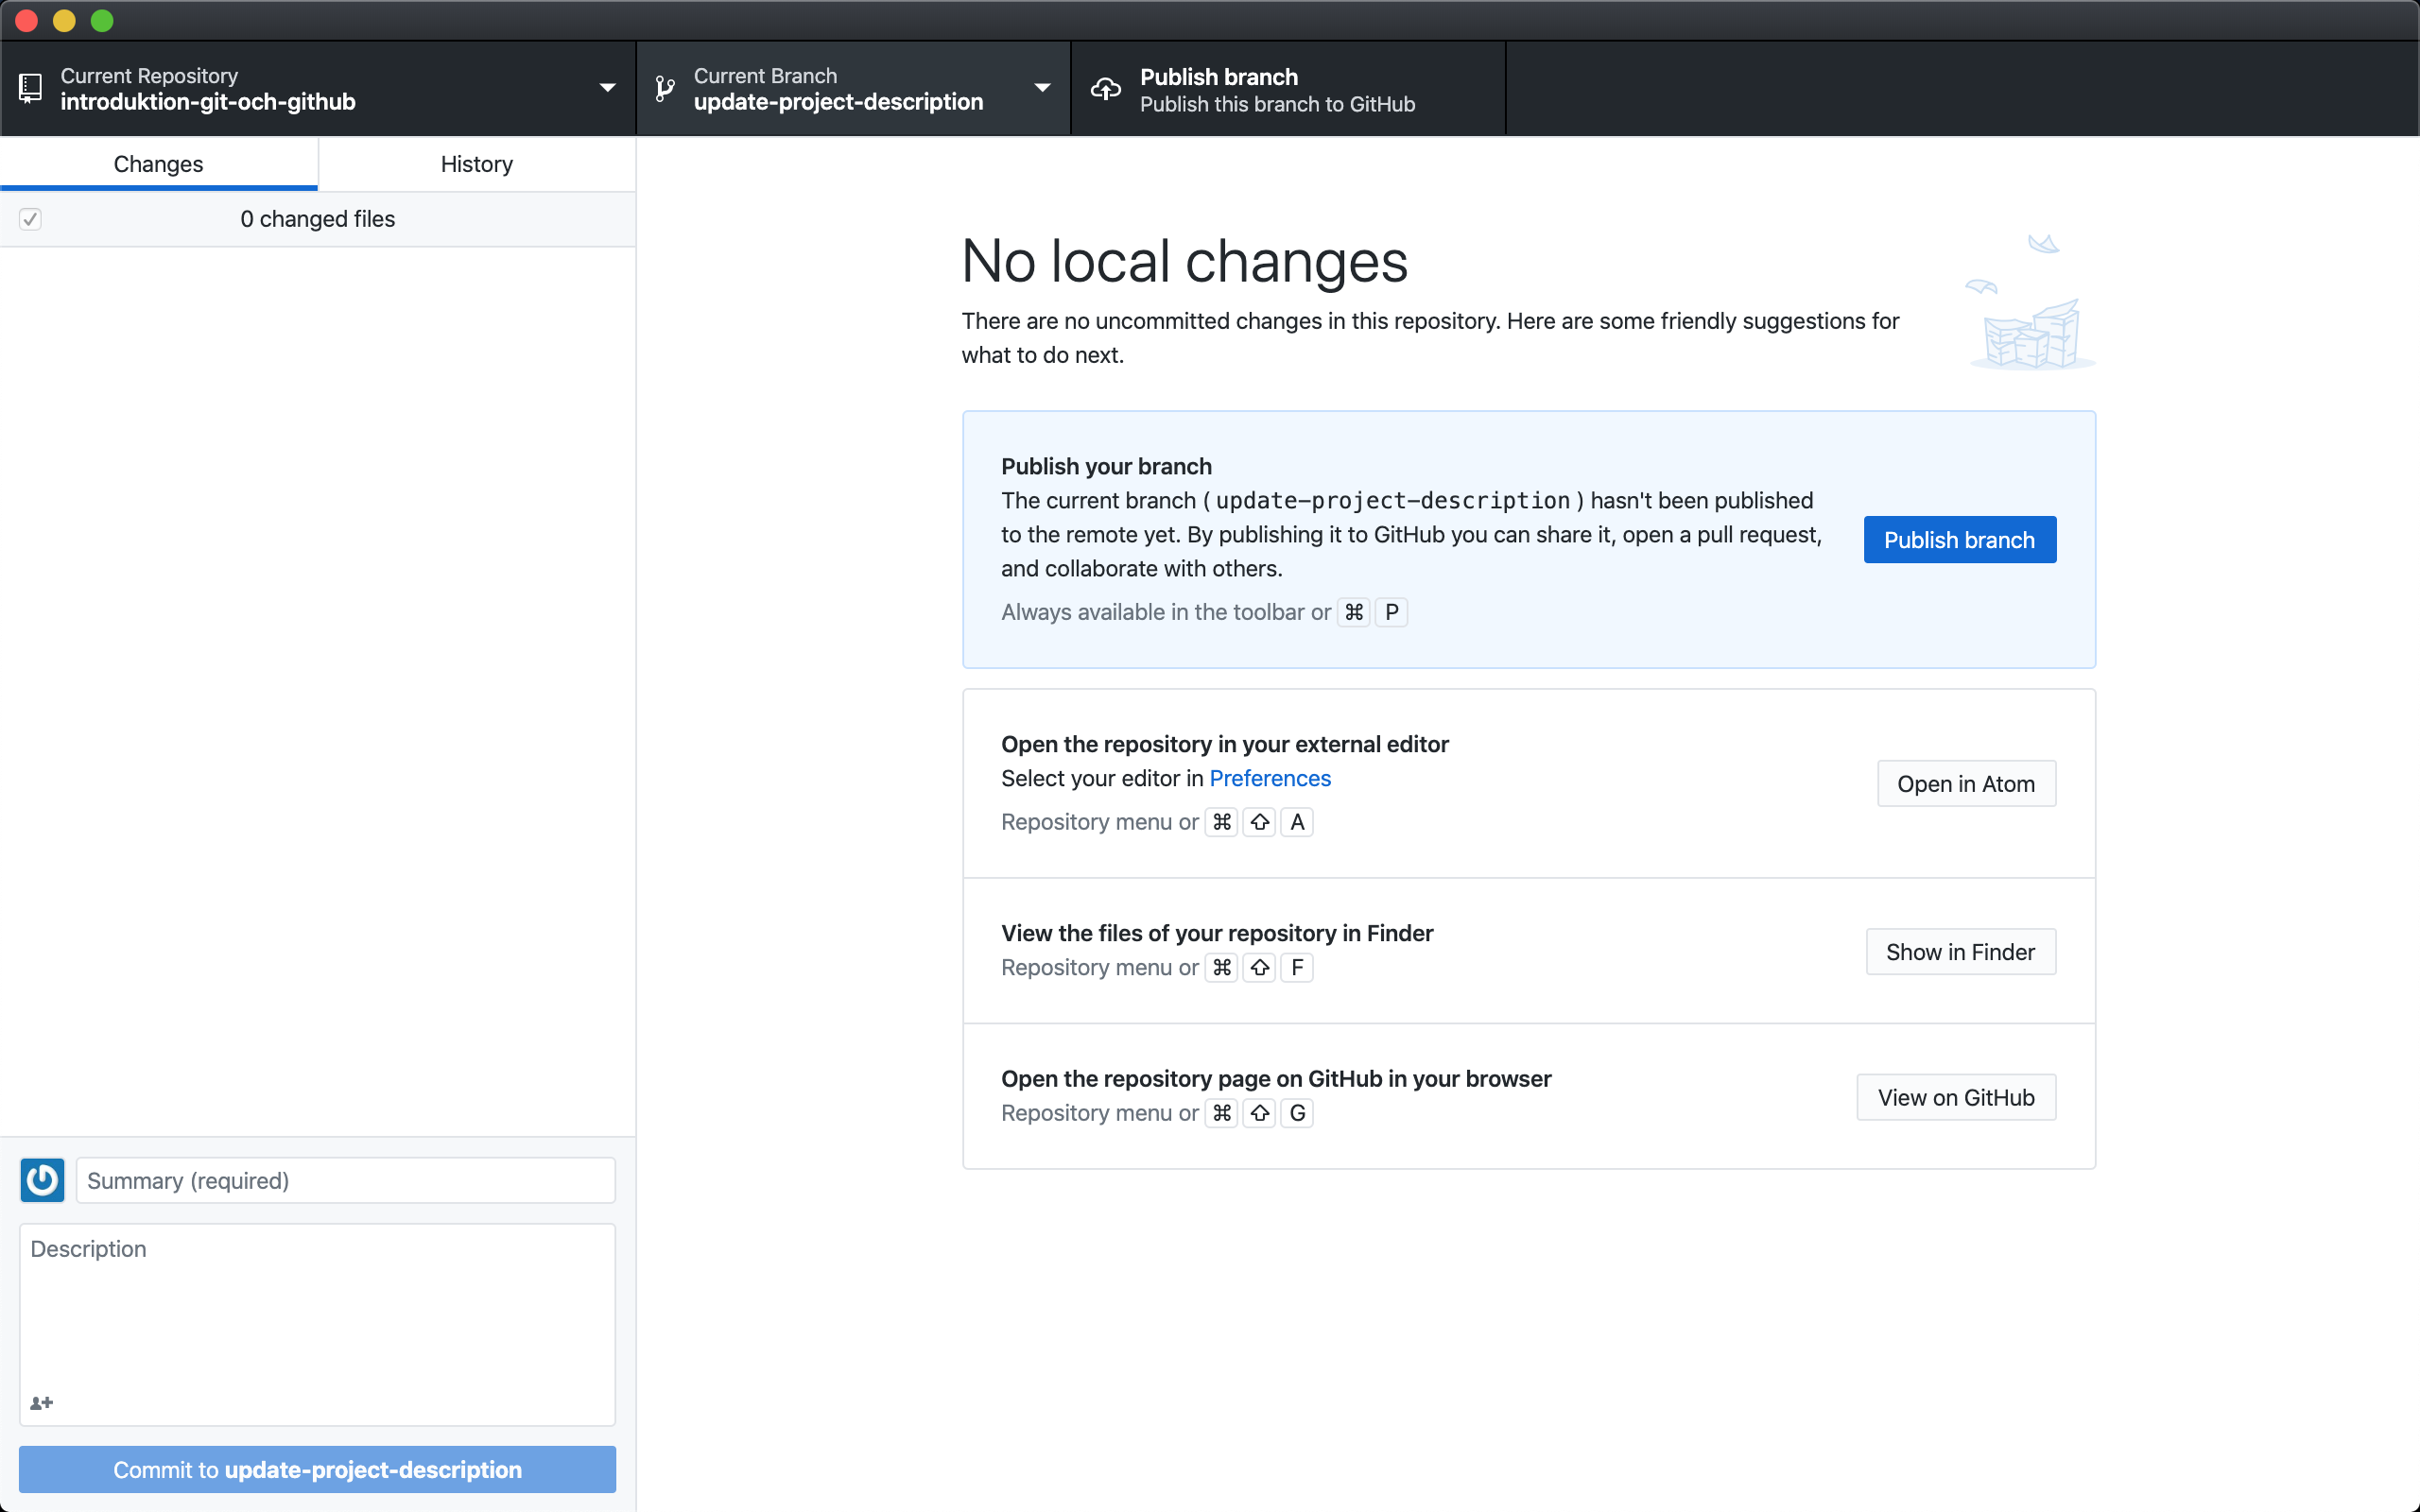 Current Repository
introduktion-git-och-github
Current Branch
update-project-description
Publish branch
Publish this branch to GitHub
Changes
History
0 changed files
No local changes
There are no uncommitted changes in this repository. Here are some friendly suggestions for
what to do next.
Publish your branch
The current branch ( update-project-description ) hasn't been published
to the remote yet. By publishing it to GitHub you can share it, open a pull request,
and collaborate with others.
Always available in the toolbar or ⌘ P
Publish branch
Open the repository in your external editor
Select your editor in Preferences
Repository menu or ⌘ ⇧ A
Open in Atom
View the files of your repository in Finder
Repository menu or ⌘ ⇧ F
Show in Finder
Open the repository page on GitHub in your browser
Repository menu or ⌘ ⇧ G
View on GitHub
Summary (required)
Description
Commit to update-project-description